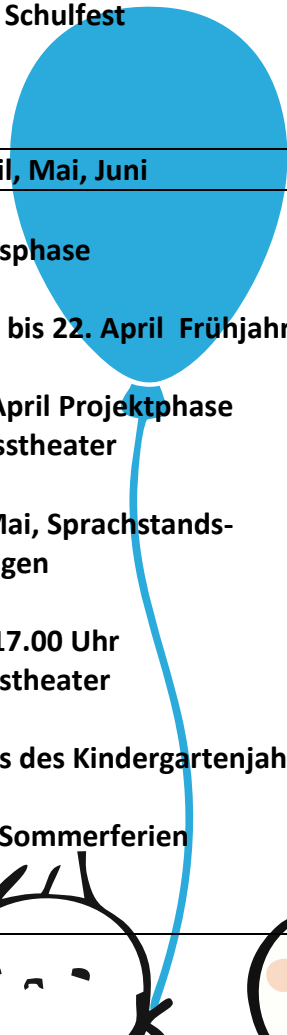 Schulfest
il, Mai, Juni
sphase
bis 22. April Frühjahr
April Projektphase
sstheater
Mai, Sprachstands-
gen
17.00 Uhr
stheater
s des Kindergartenjah
Sommerferien